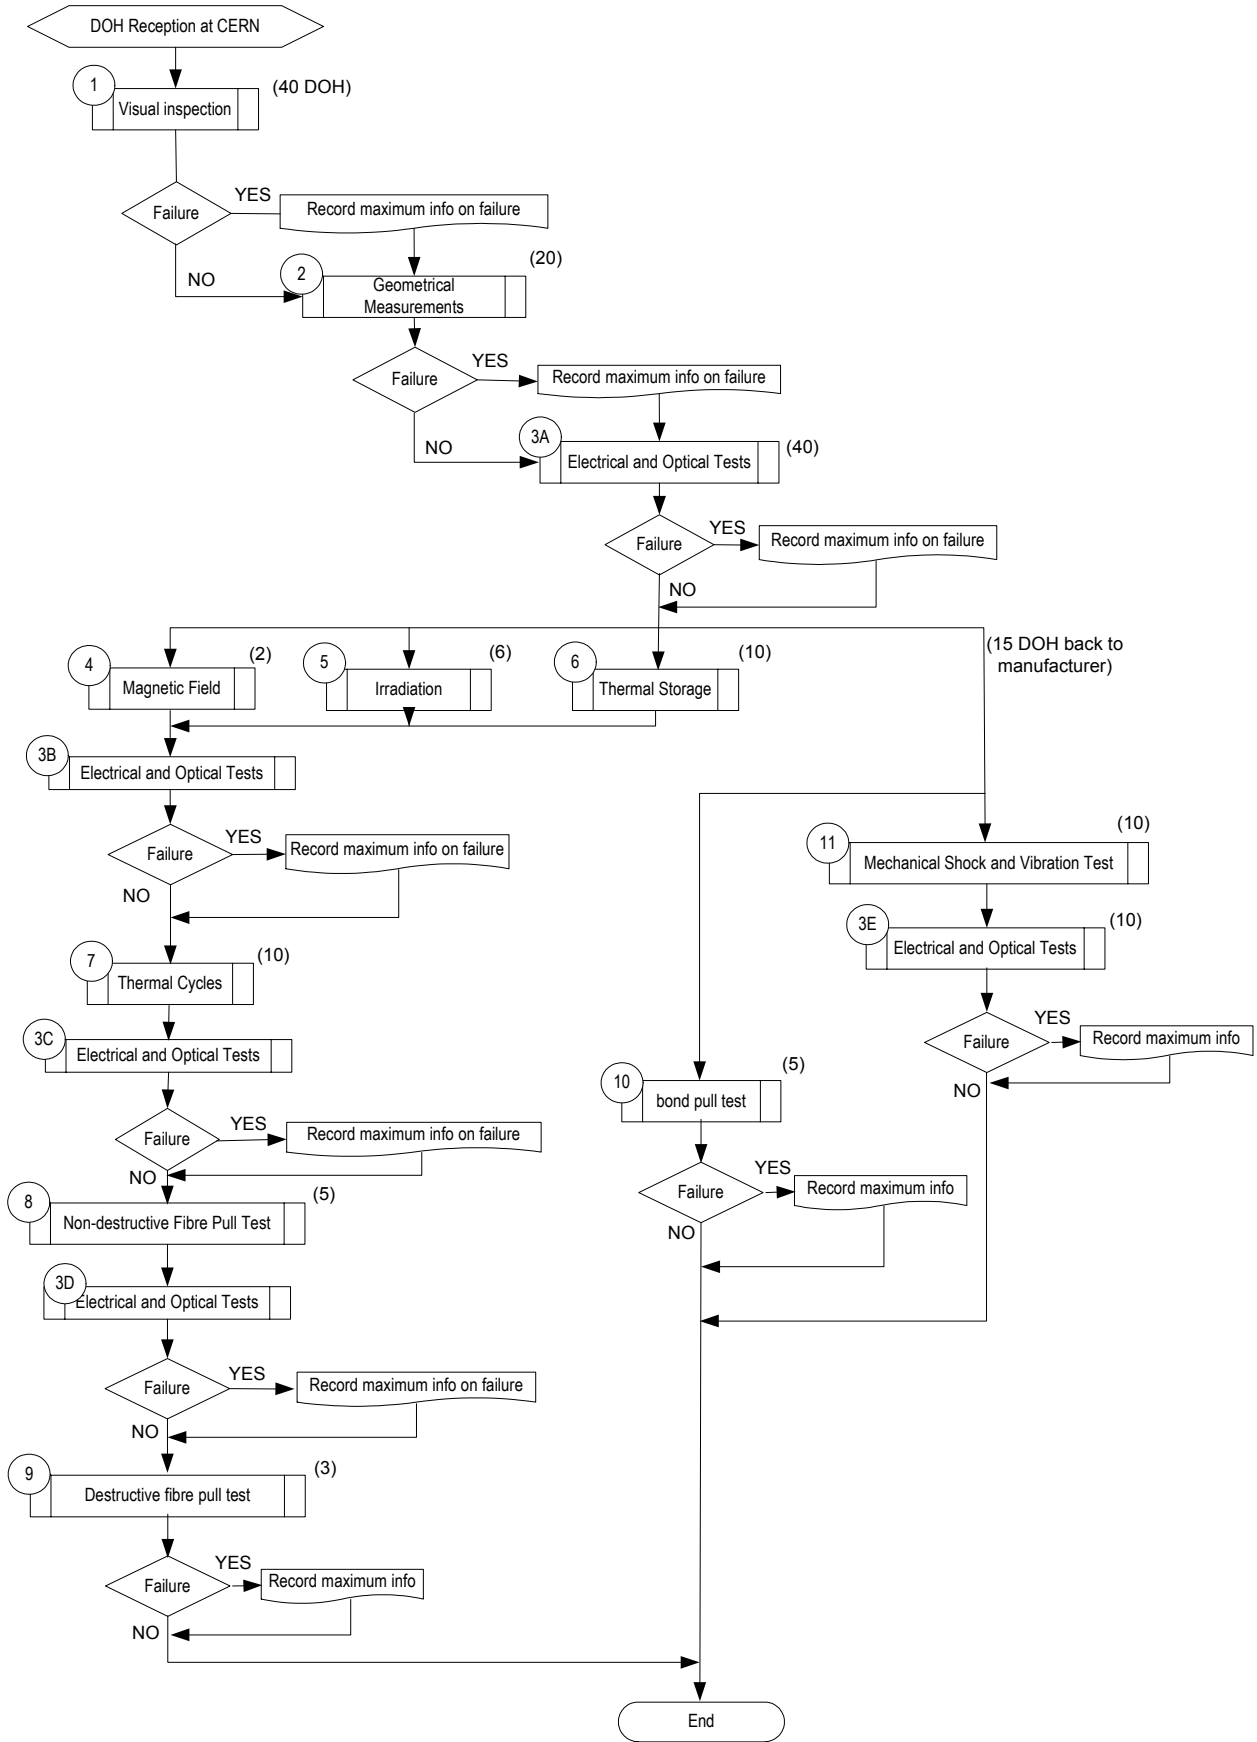 DOH Reception at CERN
1
(40 DOH)
Visual inspection
YES
Failure
Record maximum info on failure
NO
2
(20)
Geometrical
Measurements
YES
Failure
Record maximum info on failure
NO
3A
(40)
Electrical and Optical Tests
YES
Failure
Record maximum info on failure
NO
(15 DOH back to
manufacturer)
4
(2)
Magnetic Field
5
(6)
Irradiation
6
(10)
Thermal Storage
3B
Electrical and Optical Tests
YES
Failure
Record maximum info on failure
NO
7
(10)
Thermal Cycles
3C
Electrical and Optical Tests
YES
Failure
Record maximum info on failure
NO
8
(5)
Non-destructive Fibre Pull Test
3D
Electrical and Optical Tests
YES
Failure
Record maximum info on failure
NO
9
(3)
Destructive fibre pull test
YES
Failure
Record maximum info
NO
11
(10)
Mechanical Shock and Vibration Test
3E
(10)
Electrical and Optical Tests
YES
Failure
Record maximum info
NO
10
(5)
bond pull test
YES
Failure
Record maximum info
NO
End